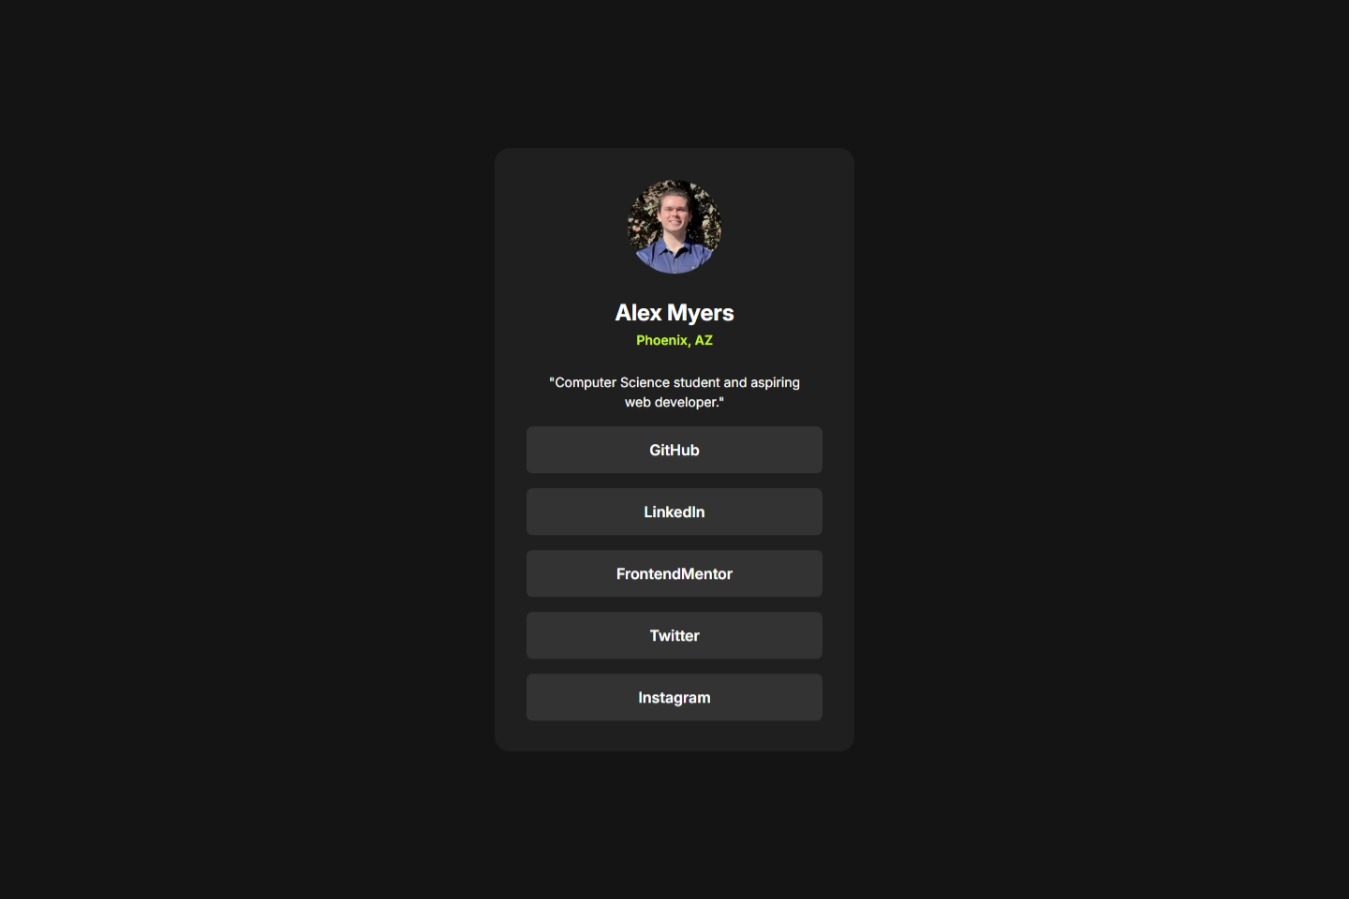 Alex Myers
Phoenix, AZ
"Computer Science student and aspiring
web developer."
GitHub
LinkedIn
FrontendMentor
Twitter
Instagram